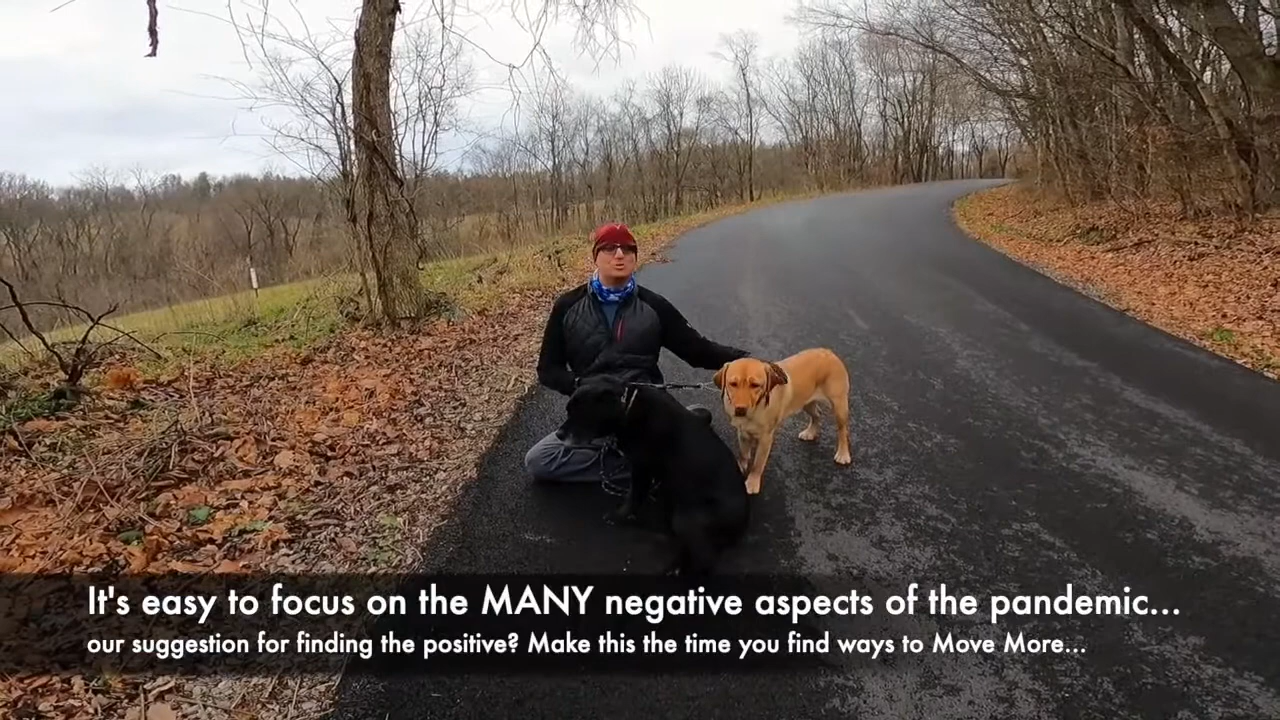 It's easy to focus on the MANY negative aspects of the pandemic...
our suggestion for finding the positive? Make this the time you find ways to Move More...